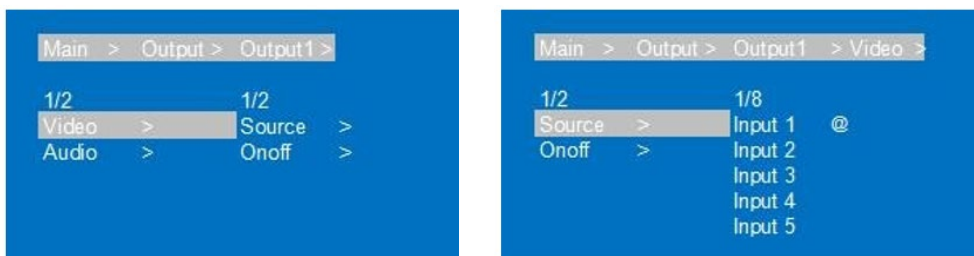 Main > Output > Output1 >
1/2 1/2
Video > Source >
Audio > Onoff >
Main > Output > Output1 > Video >
1/2 1/8
Source > Input 1 @
Onoff > Input 2
Input 3
Input 4
Input 5